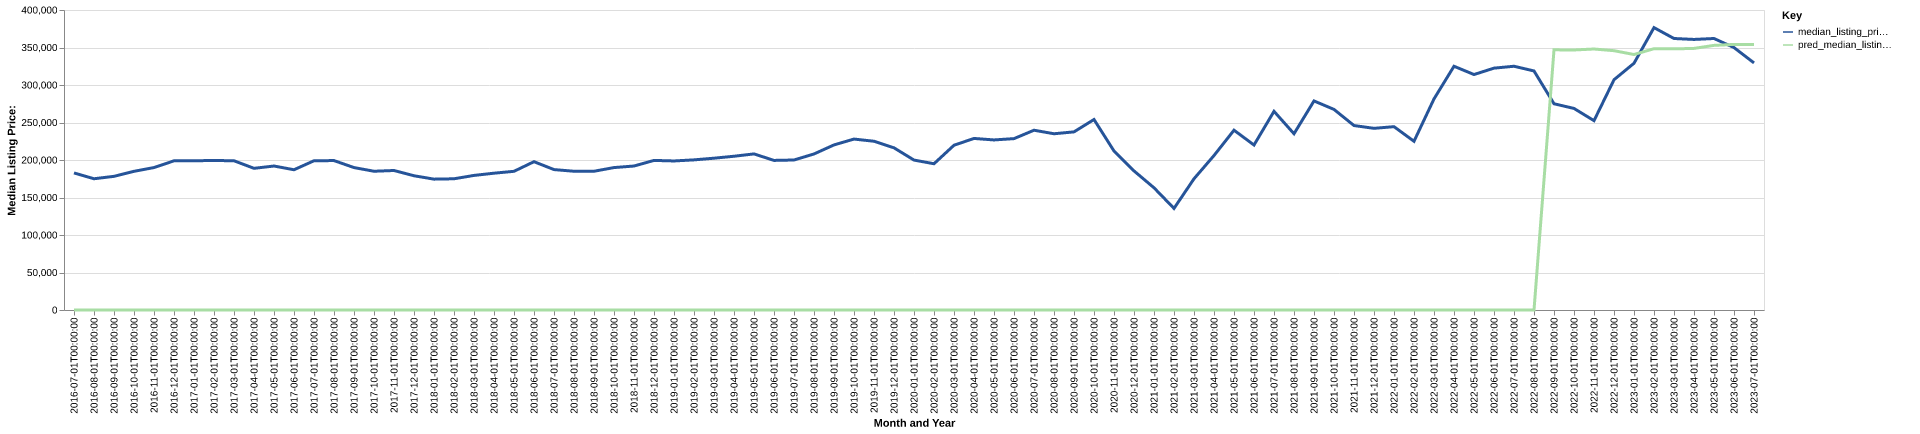 400,000
350,000
300,000
250,000
200,000
150,000
100,000
50,000
0
Median Listing Price:
2016-07-01T00:00:00
2016-08-01T00:00:00
2016-09-01T00:00:00
2016-10-01T00:00:00
2016-11-01T00:00:00
2016-12-01T00:00:00
2017-01-01T00:00:00
2017-02-01T00:00:00
2017-03-01T00:00:00
2017-04-01T00:00:00
2017-05-01T00:00:00
2017-06-01T00:00:00
2017-07-01T00:00:00
2017-08-01T00:00:00
2017-09-01T00:00:00
2017-10-01T00:00:00
2017-11-01T00:00:00
2017-12-01T00:00:00
2018-01-01T00:00:00
2018-02-01T00:00:00
2018-03-01T00:00:00
2018-04-01T00:00:00
2018-05-01T00:00:00
2018-06-01T00:00:00
2018-07-01T00:00:00
2018-08-01T00:00:00
2018-09-01T00:00:00
2018-10-01T00:00:00
2018-11-01T00:00:00
2018-12-01T00:00:00
2019-01-01T00:00:00
2019-02-01T00:00:00
2019-03-01T00:00:00
2019-04-01T00:00:00
2019-05-01T00:00:00
2019-06-01T00:00:00
2019-07-01T00:00:00
2019-08-01T00:00:00
2019-09-01T00:00:00
2019-10-01T00:00:00
2019-11-01T00:00:00
2019-12-01T00:00:00
2020-01-01T00:00:00
2020-02-01T00:00:00
2020-03-01T00:00:00
2020-04-01T00:00:00
2020-05-01T00:00:00
2020-06-01T00:00:00
2020-07-01T00:00:00
2020-08-01T00:00:00
2020-09-01T00:00:00
2020-10-01T00:00:00
2020-11-01T00:00:00
2020-12-01T00:00:00
2021-01-01T00:00:00
2021-02-01T00:00:00
2021-03-01T00:00:00
2021-04-01T00:00:00
2021-05-01T00:00:00
2021-06-01T00:00:00
2021-07-01T00:00:00
2021-08-01T00:00:00
2021-09-01T00:00:00
2021-10-01T00:00:00
2021-11-01T00:00:00
2021-12-01T00:00:00
2022-01-01T00:00:00
2022-02-01T00:00:00
2022-03-01T00:00:00
2022-04-01T00:00:00
2022-05-01T00:00:00
2022-06-01T00:00:00
2022-07-01T00:00:00
2022-08-01T00:00:00
2022-09-01T00:00:00
2022-10-01T00:00:00
2022-11-01T00:00:00
2022-12-01T00:00:00
2023-01-01T00:00:00
2023-02-01T00:00:00
2023-03-01T00:00:00
2023-04-01T00:00:00
2023-05-01T00:00:00
2023-06-01T00:00:00
2023-07-01T00:00:00
Month and Year
Key
median_listing_pri…
pred_median_listin…